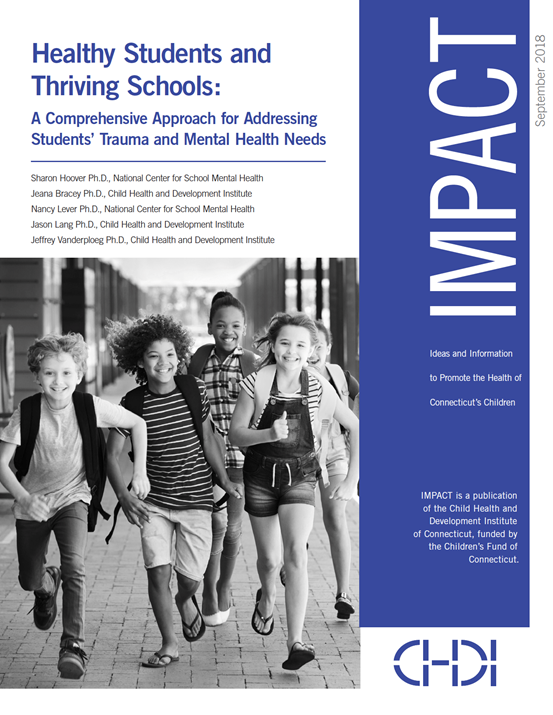 Healthy Students and
Thriving Schools:
A Comprehensive Approach for Addressing
Students' Trauma and Mental Health Needs
Sharon Hoover Ph.D., National Center for School Mental Health
Jeana Bracey Ph.D., Child Health and Development Institute
Nancy Lever Ph.D., National Center for School Mental Health
Jason Lang Ph.D., Child Health and Development Institute
Jeffrey Vanderploeg Ph.D., Child Health and Development Institute
IMPACT
September 2018
Ideas and Information
to Promote the Health of
Connecticut's Children
IMPACT is a publication
of the Child Health and
Development Institute
of Connecticut, funded by
the Children's Fund of
Connecticut.
CHDI